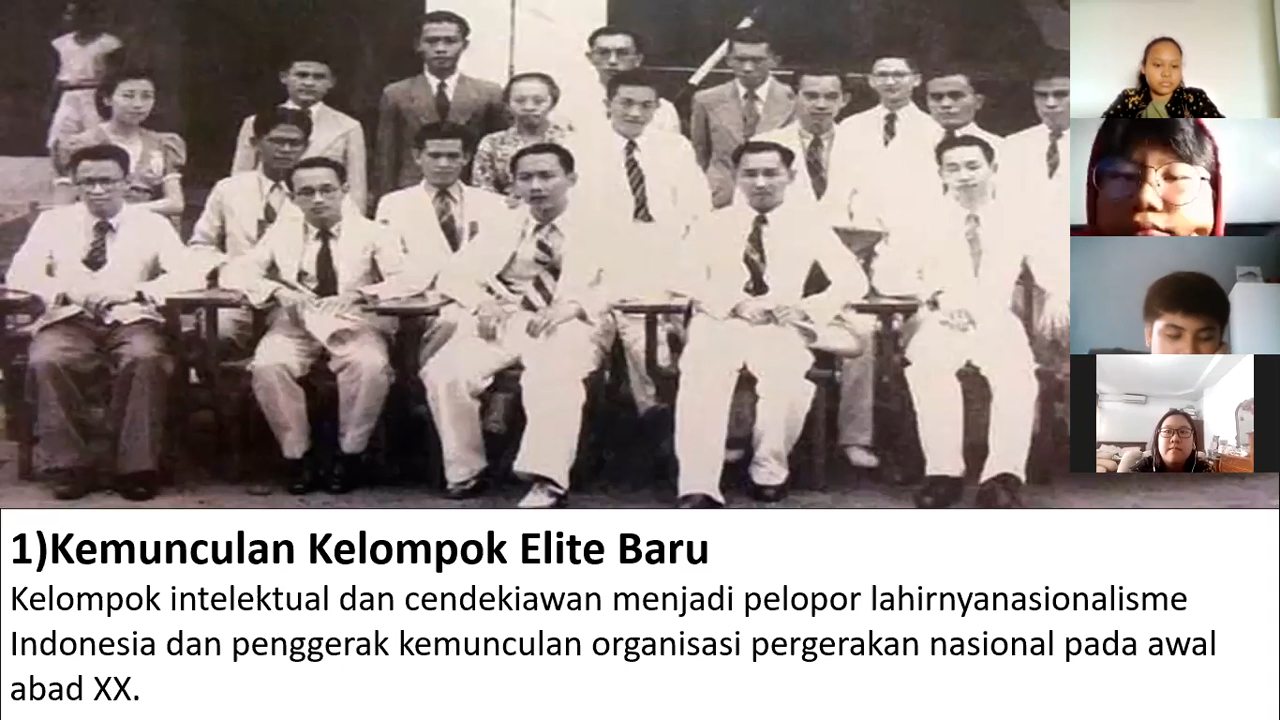 1)Kemunculan Kelompok Elite Baru
Kelompok intelektual dan cendekiawan menjadi pelopor lahirnyanasionalisme
Indonesia dan penggerak kemunculan organisasi pergerakan nasional pada awal
abad XX.